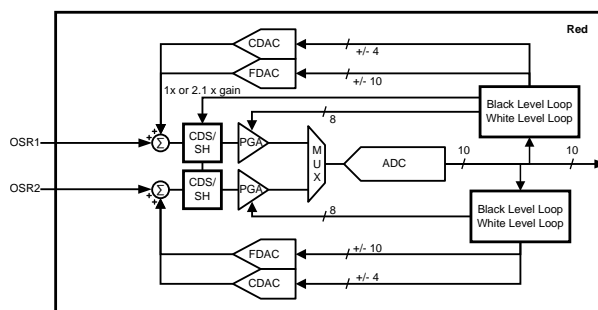 Red
CDAC
+/- 4
FDAC
+/- 10
1x or 2.1 x gain
Black Level Loop
White Level Loop
8
+
+
OSR1
Σ
CDS/
SH
PGA
M
U
X
ADC
10
10
OSR2
Σ
+
+
CDS/
SH
PGA
8
Black Level Loop
White Level Loop
FDAC
+/- 10
CDAC
+/- 4